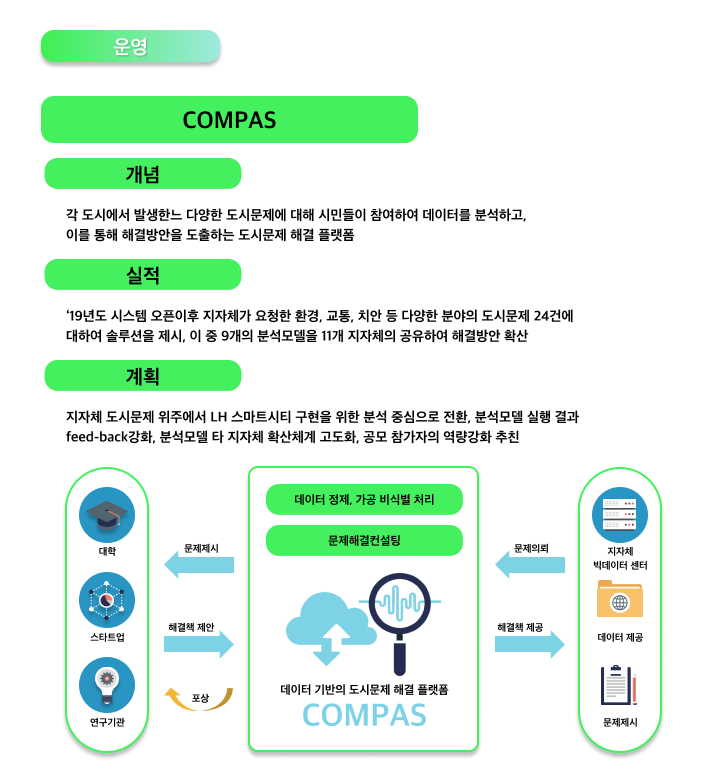 운영
COMPAS
개념
각 도시에서 발생한느 다양한 도시문제에 대해 시민들이 참여하여 데이터를 분석하고,
이를 통해 해결방안을 도출하는 도시문제 해결 플랫폼
실적
‘19년도 시스템 오픈이후 지자체가 요청한 환경, 교통, 치안 등 다양한 분야의 도시문제 24건에
대하여 솔루션을 제시, 이 중 9개의 분석모델을 11개 지자체의 공유하여 해결방안 확산
계획
지자체 도시문제 위주에서 LH 스마트시티 구현을 위한 분석 중심으로 전환, 분석모델 실행 결과
feed-back강화, 분석모델 타 지자체 확산체계 고도화, 공모 참가자의 역량강화 추친
대학
스타트업
연구기관
문제제시
해결책 제안
포상
데이터 정제, 가공 비식별 처리
문제해결컨설팅
데이터 기반의 도시문제 해결 플랫폼
COMPAS
문제의뢰
해결책 제공
지자체
빅데이터 센터
데이터 제공
문제제시